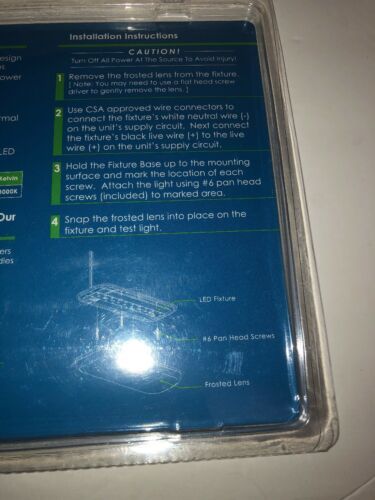 Installation Instructions
CAUTION!
Turn Off All Power At The Source To Avoid Injury!
1 Remove the frosted lens from the fixture.
[ Note: You may need to use a flat head screw
driver to gently remove the lens. ]
2 Use CSA approved wire connectors to
connect the fixture's white neutral wire (-)
on the unit's supply circuit. Next connect
the fixture's black live wire (+) to the live
wire (+) on the unit's supply circuit.
3 Hold the Fixture Base up to the mounting
surface and mark the location of each
screw. Attach the light using #6 pan head
screws (included) to marked area.
4 Snap the frosted lens into place on the
fixture and test light.
LED Fixture
#6 Pan Head Screws
Frosted Lens
esign
es
ower
rmal
LED
Kelvin
3000K
Our
ers
dies